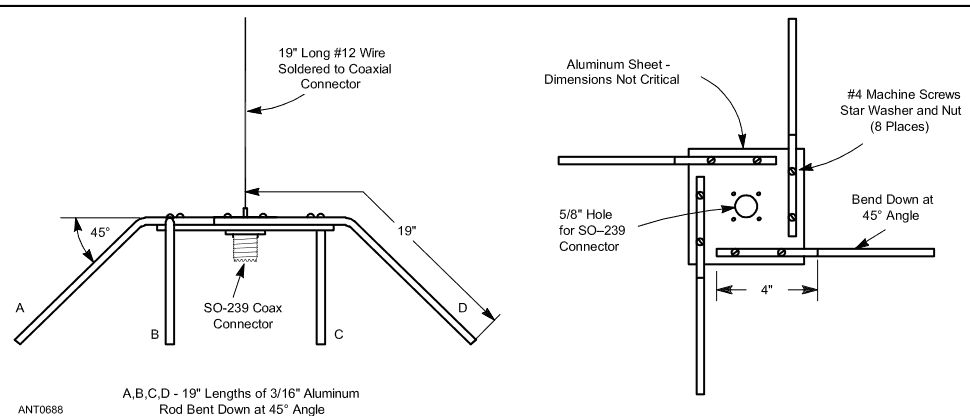 19" Long #12 Wire
Soldered to Coaxial
Connector
45°
19"
A
B
C
D
SO-239 Coax
Connector
A,B,C,D - 19" Lengths of 3/16" Aluminum
Rod Bent Down at 45° Angle
ANT0688
Aluminum Sheet -
Dimensions Not Critical
#4 Machine Screws
Star Washer and Nut
(8 Places)
5/8" Hole
for SO–239
Connector
Bend Down at
45° Angle
4"